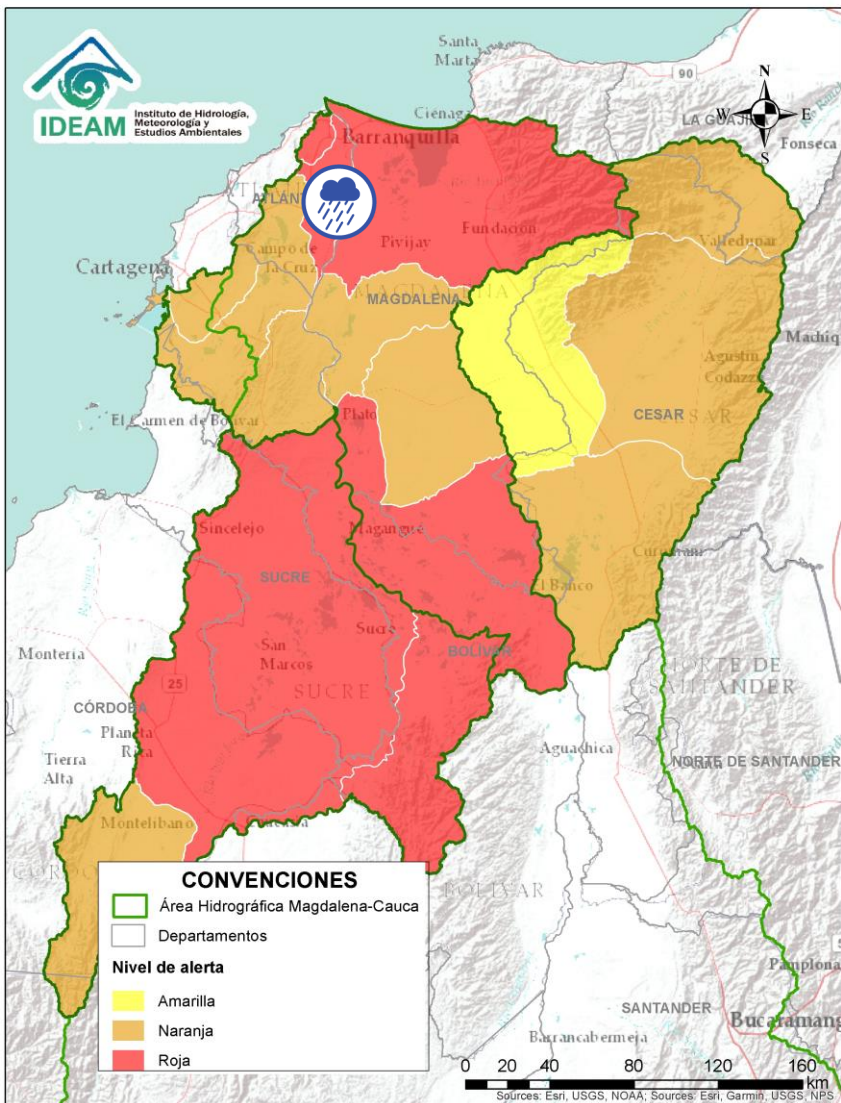 IDEAM
Instituto de Hidrología,
Meteorología y
Estudios Ambientales
Santa
Marta
90
N
W
E
S
LA GUAJI
Ciénaga
Fonseca
Barranquilla
ATLÁN
Pivijay
Fundación
Valledupar
Cartagena
Campo de
la Cruz
MAGDALENA
Machiq
Agustín
Codazzi
El Carmen de Bolívar
Plato
CESAR
Sincelejo
Magangué
SUCRE
El Banco
Sucre
Montería
San
Marcos
BOLÍVAR
SUCRE
NORTE DE
SANTANDER
25
CÓRDOBA
Planeta
Rica
Tierra
Alta
Aguachica
NORTE DE SANTANDER
Montelíbano
BOLÍVAR
CONVENCIONES
Área Hidrográfica Magdalena-Cauca
Departamentos
Nivel de alerta
Amarilla
Naranja
Roja
Pamplona
SANTANDER
Bucaramang
Barrancabermeja
0 20 40 80 120 160
km
Sources: Esri, USGS, NOAA; Sources: Esri, Garmin, USGS, NPS